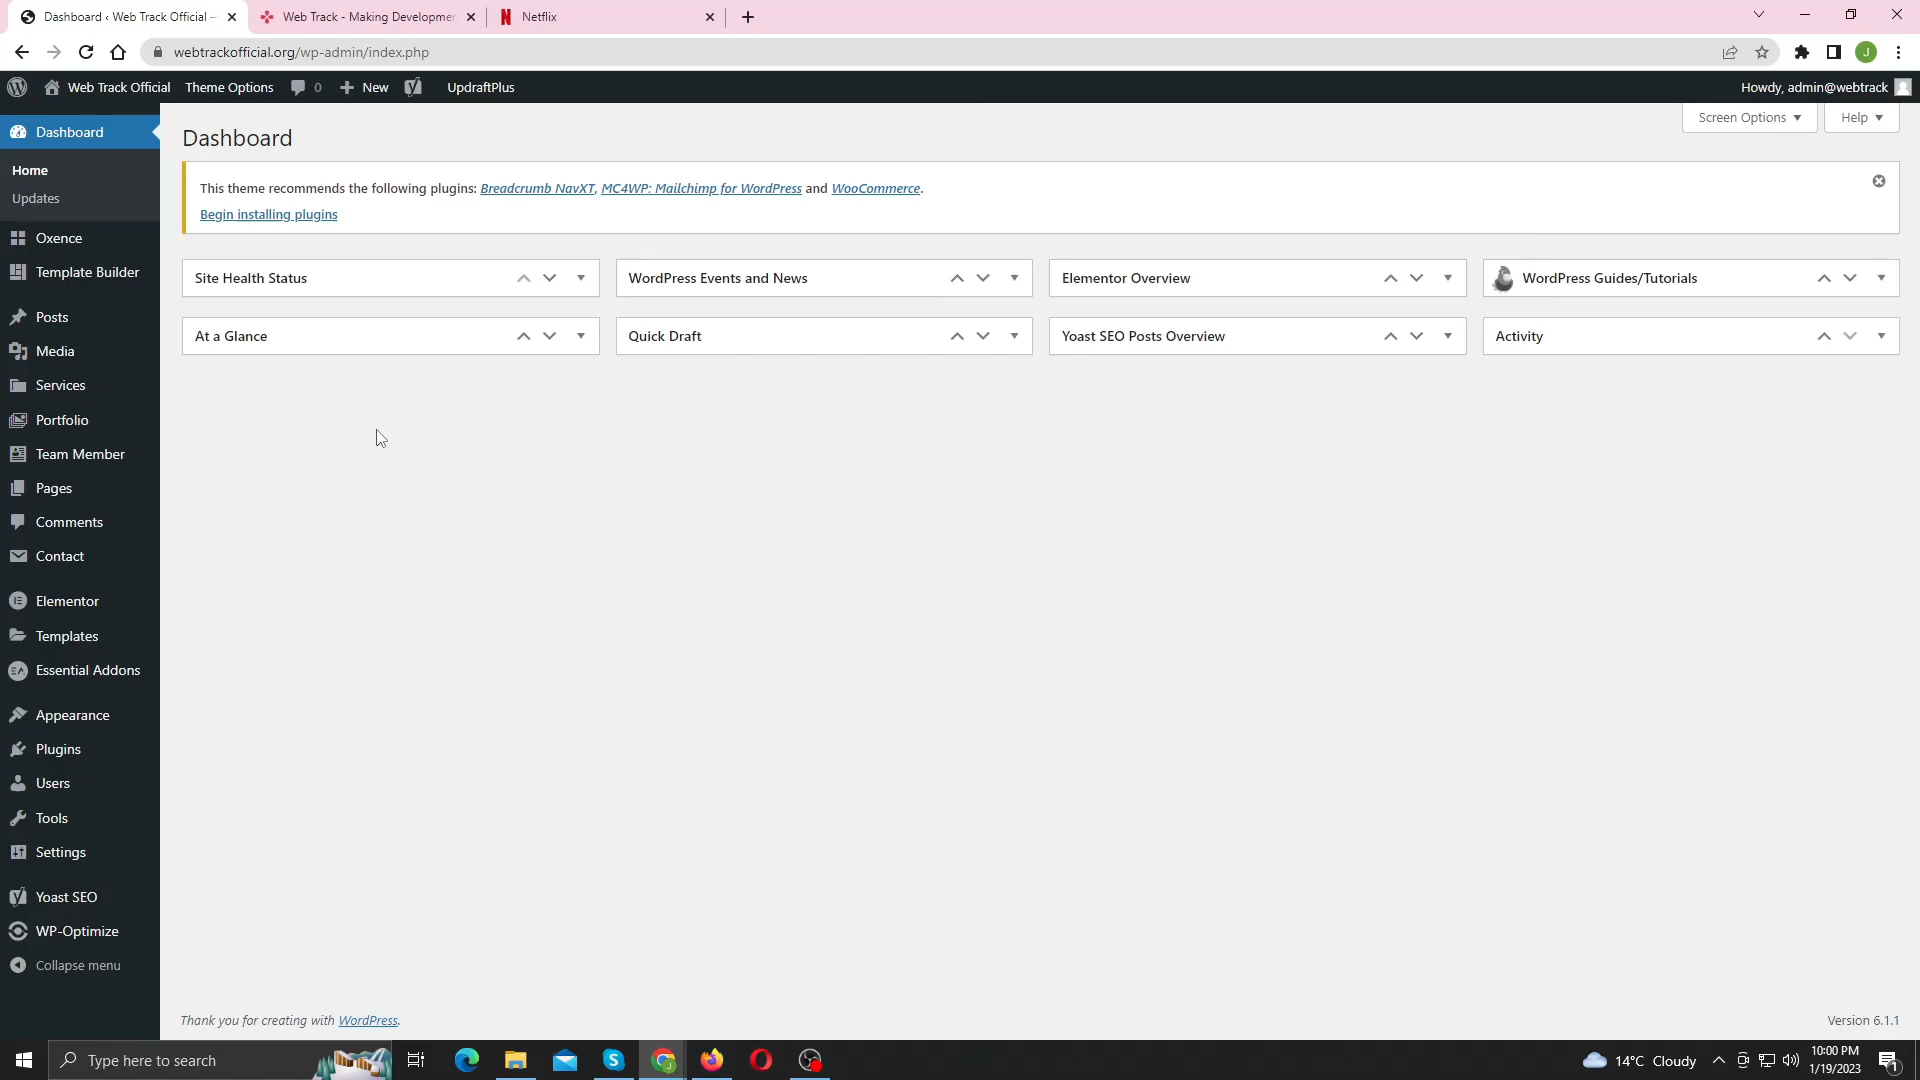 Dashboard ‹ Web Track Official —
Web Track - Making Developmen
Netflix
webtrackofficial.org/wp-admin/index.php
J
Web Track Official
Theme Options
0
New
UpdraftPlus
Howdy, admin@webtrack
Screen Options
Help
Dashboard
Home
Updates
Oxence
Template Builder
Posts
Media
Services
Portfolio
Team Member
Pages
Comments
Contact
Elementor
Templates
Essential Addons
Appearance
Plugins
Users
Tools
Settings
Yoast SEO
WP-Optimize
Collapse menu
Dashboard
This theme recommends the following plugins: Breadcrumb NavXT, MC4WP: Mailchimp for WordPress and WooCommerce.
Begin installing plugins
Site Health Status
WordPress Events and News
Elementor Overview
WordPress Guides/Tutorials
At a Glance
Quick Draft
Yoast SEO Posts Overview
Activity
Thank you for creating with WordPress.
Version 6.1.1
Type here to search
14°C Cloudy
10:00 PM
1/19/2023
1